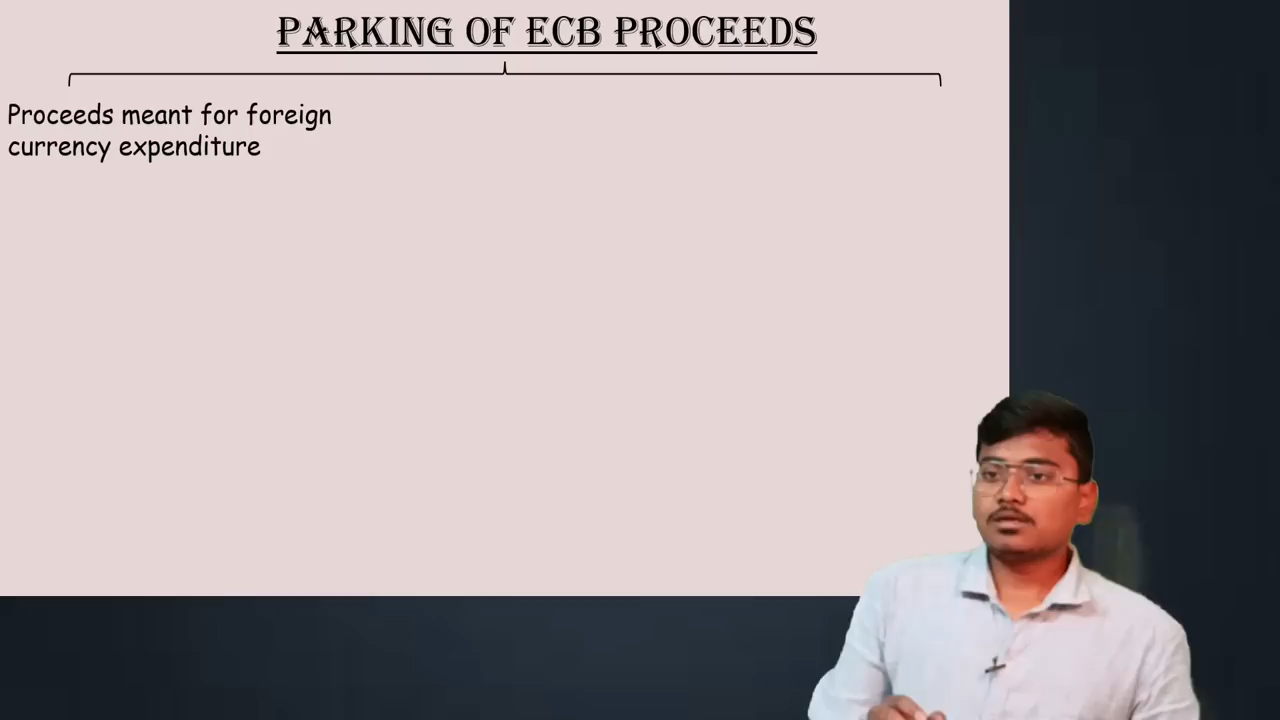 PARKING OF ECB PROCEEDS
Proceeds meant for foreign
currency expenditure